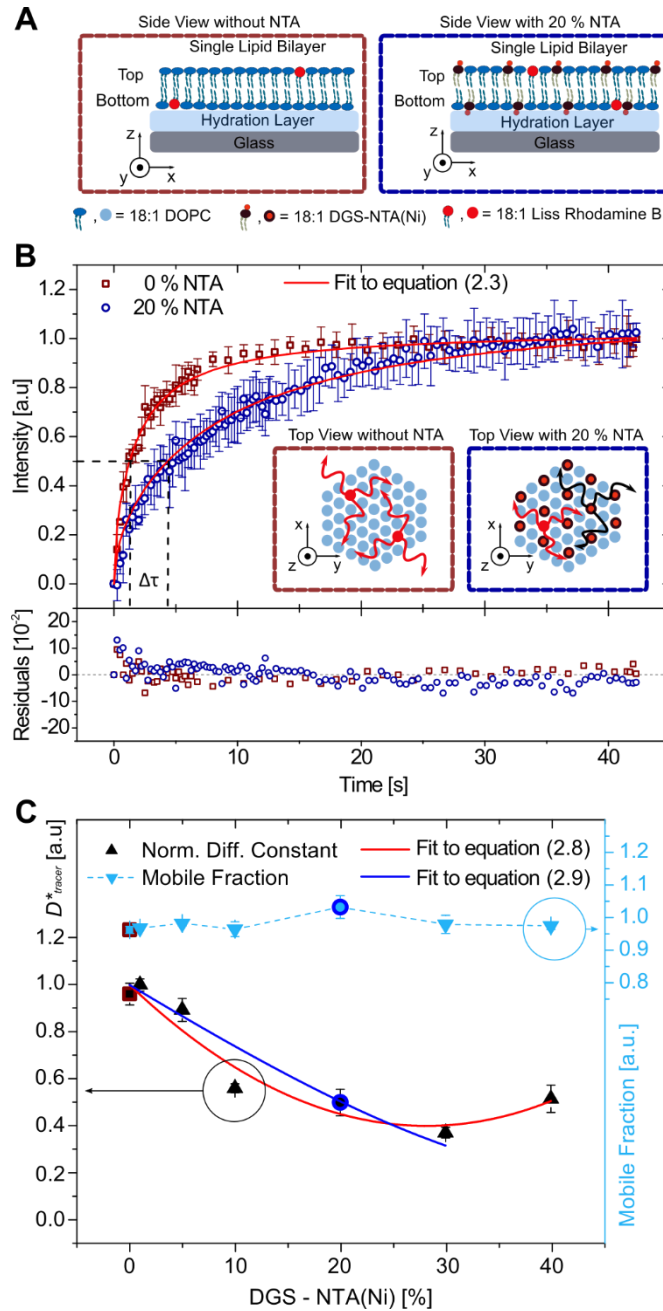 A
Side View without NTA
Side View with 20 % NTA
Single Lipid Bilayer
Top
Bottom
Hydration Layer
Glass
z
y
x
Single Lipid Bilayer
Top
Bottom
Hydration Layer
Glass
z
y
x
, = 18:1 DOPC , = 18:1 DGS-NTA(Ni) , = 18:1 Liss Rhodamine B
B
0 % NTA
20 % NTA
Fit to equation (2.3)
Intensity [a.u]
1.2
1.0
0.8
0.6
0.4
0.2
0.0
Δτ
Top View without NTA
x
z
y
Top View with 20 % NTA
x
z
y
Residuals [10-2]
20
10
0
-10
-20
0 10 20 30 40
Time [s]
C
Norm. Diff. Constant
Mobile Fraction
Fit to equation (2.8)
Fit to equation (2.9)
D*tracer [a.u]
1.2
1.0
0.8
0.6
0.4
0.2
0.0
1.2
1.1
1.0
0.9
0.8
Mobile Fraction [a.u.]
0 10 20 30 40
DGS - NTA(Ni) [%]